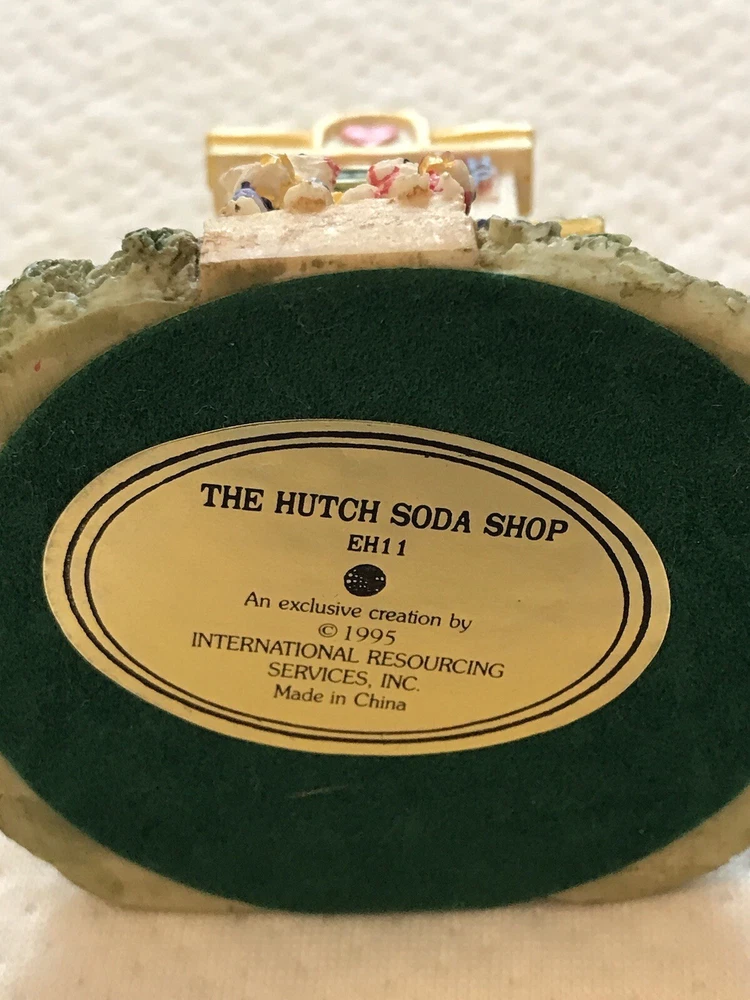 THE HUTCH SODA SHOP
EH11
An exclusive creation by
© 1995
INTERNATIONAL RESOURCING
SERVICES, INC.
Made in China